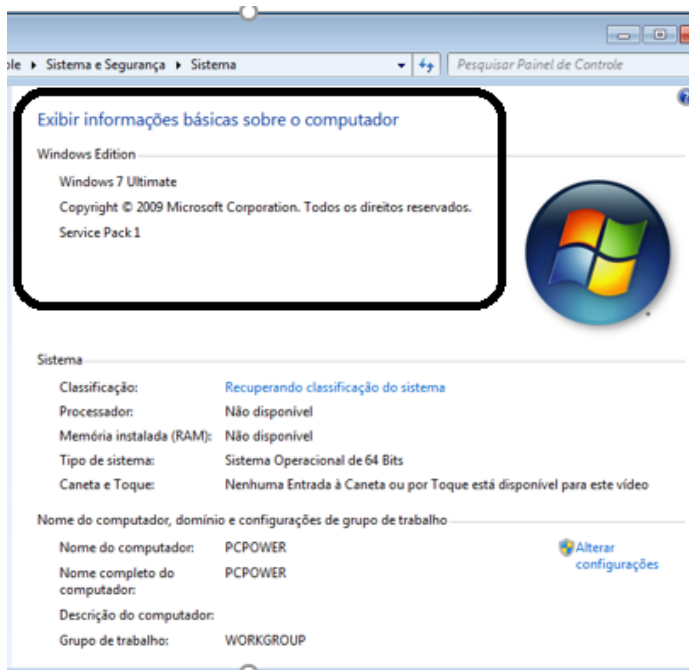 Sistema e Segurança ▸ Sistema
Pesquisar Painel de Controle
Exibir informações básicas sobre o computador
Windows Edition
Windows 7 Ultimate
Copyright © 2009 Microsoft Corporation. Todos os direitos reservados.
Service Pack 1
Sistema
Classificação: Recuperando classificação do sistema
Processador: Não disponível
Memória instalada (RAM): Não disponível
Tipo de sistema: Sistema Operacional de 64 Bits
Caneta e Toque: Nenhuma Entrada à Caneta ou por Toque está disponível para este vídeo
Nome do computador, domínio e configurações de grupo de trabalho
Nome do computador: PCPOWER
Alterar
configurações
Nome completo do
computador:
PCPOWER
Descrição do computador:
Grupo de trabalho: WORKGROUP